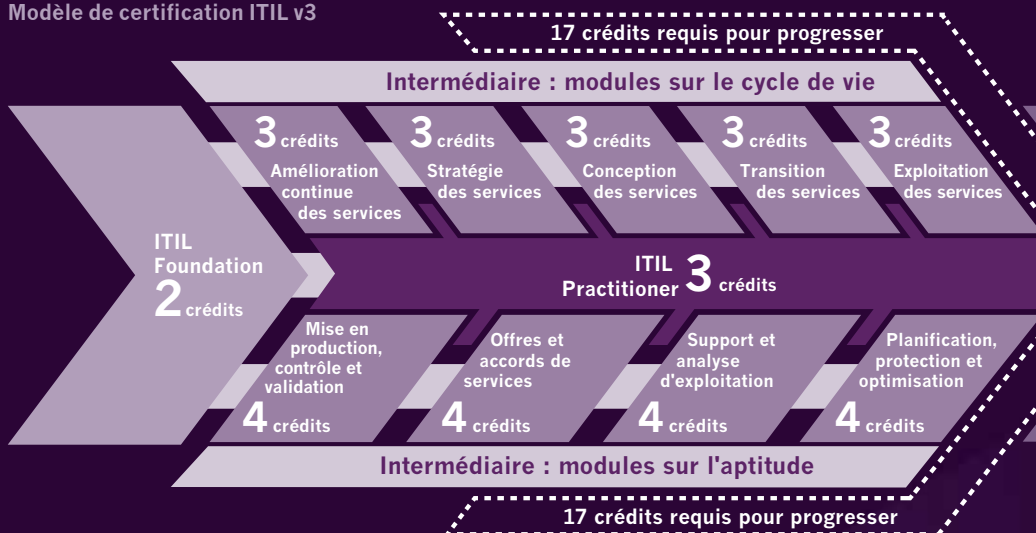 Modèle de certification ITIL v3
17 crédits requis pour progresser
Intermédiaire : modules sur le cycle de vie
3 crédits
Amélioration
continue
des services
3 crédits
Stratégie
des services
3 crédits
Conception
des services
3 crédits
Transition
des services
3 crédits
Exploitation
des services
ITIL
Foundation
2 crédits
ITIL
Practitioner 3 crédits
Mise en
production,
contrôle et
validation
4 crédits
Offres et
accords de
services
4 crédits
Support et
analyse
d'exploitation
4 crédits
Planification,
protection et
optimisation
4 crédits
Intermédiaire : modules sur l'aptitude
17 crédits requis pour progresser